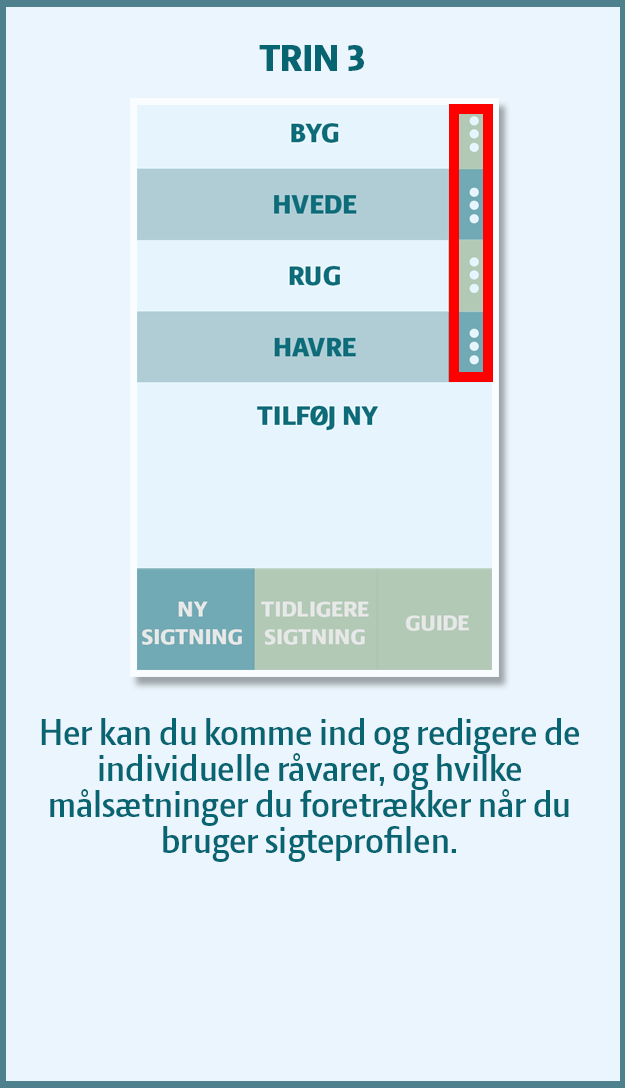 TRIN 3
BYG
HVEDE
RUG
HAVRE
TILFØJ NY
NY
SIGTNING
TIDLIGERE
SIGTNING
GUIDE
Her kan du komme ind og redigere de
individuelle råvarer, og hvilke
målsætninger du foretrækker når du
bruger sigteprofilen.